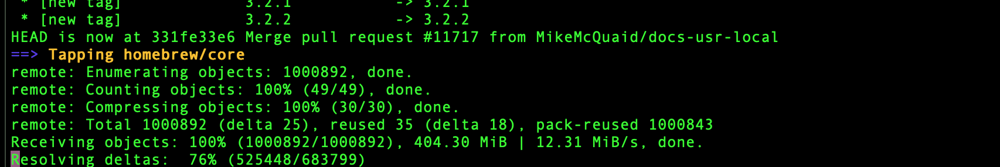 * [new tag] 3.2.1 -> 3.2.1
* [new tag] 3.2.2 -> 3.2.2
HEAD is now at 331fe33e6 Merge pull request #11717 from MikeMcQuaid/docs-usr-local
==> Tapping homebrew/core
remote: Enumerating objects: 1000892, done.
remote: Counting objects: 100% (49/49), done.
remote: Compressing objects: 100% (30/30), done.
remote: Total 1000892 (delta 25), reused 35 (delta 18), pack-reused 1000843
Receiving objects: 100% (1000892/1000892), 404.30 MiB | 12.31 MiB/s, done.
Resolving deltas:  76% (525448/683799)